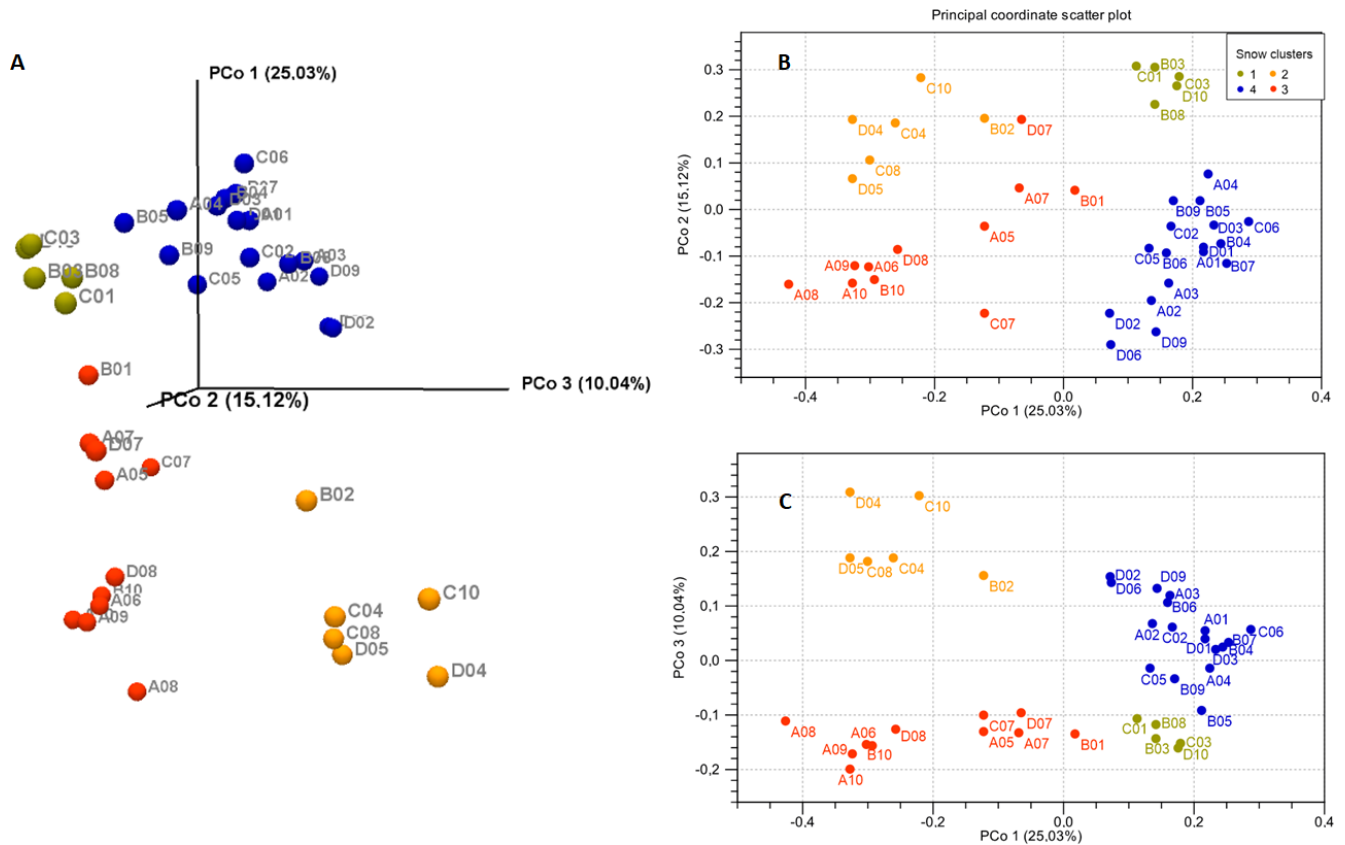 A
PCo 1 (25.03%)
C06
B04
D03
A04
A01
B05
C03
B09
C02
A03
D09
B08
C05
A02
C01
D02
B01
PCo 3 (10.04%)
PCo 2 (15.12%)
A07
D07
C07
A05
B02
D08
B10
A06
A09
C10
C04
C08
D05
D04
A08
Principal coordinate scatter plot
B
Snow clusters
1 2
4 3
PCo 2 (15.12%)
0.3
0.2
0.1
0.0
-0.1
-0.2
-0.3
C10
B03
C01
C03
D10
B08
D04
C04
B02
D07
C08
D05
A04
A07
B01
B09
B05
C06
A05
C02
D03
B04
D08
C05
D01
A09
A06
B06
A01
B07
A08
A10
B10
A03
A02
C07
D02
D06
D09
-0.4 -0.2 0.0 0.2 0.4
PCo 1 (25.03%)
C
PCo 3 (10.04%)
0.3
0.2
0.1
0.0
-0.1
-0.2
D04
C10
D05
C08
C04
B02
D02
D09
D06
A03
B06
A01
A02
C02
B07
C06
D01
B04
D03
C05
B09
A04
B05
A08
A06
D08
C07
D07
C01
B08
A09
B10
A05
A07
B01
B03
C03
D10
A10
-0.4 -0.2 0.0 0.2 0.4
PCo 1 (25.03%)